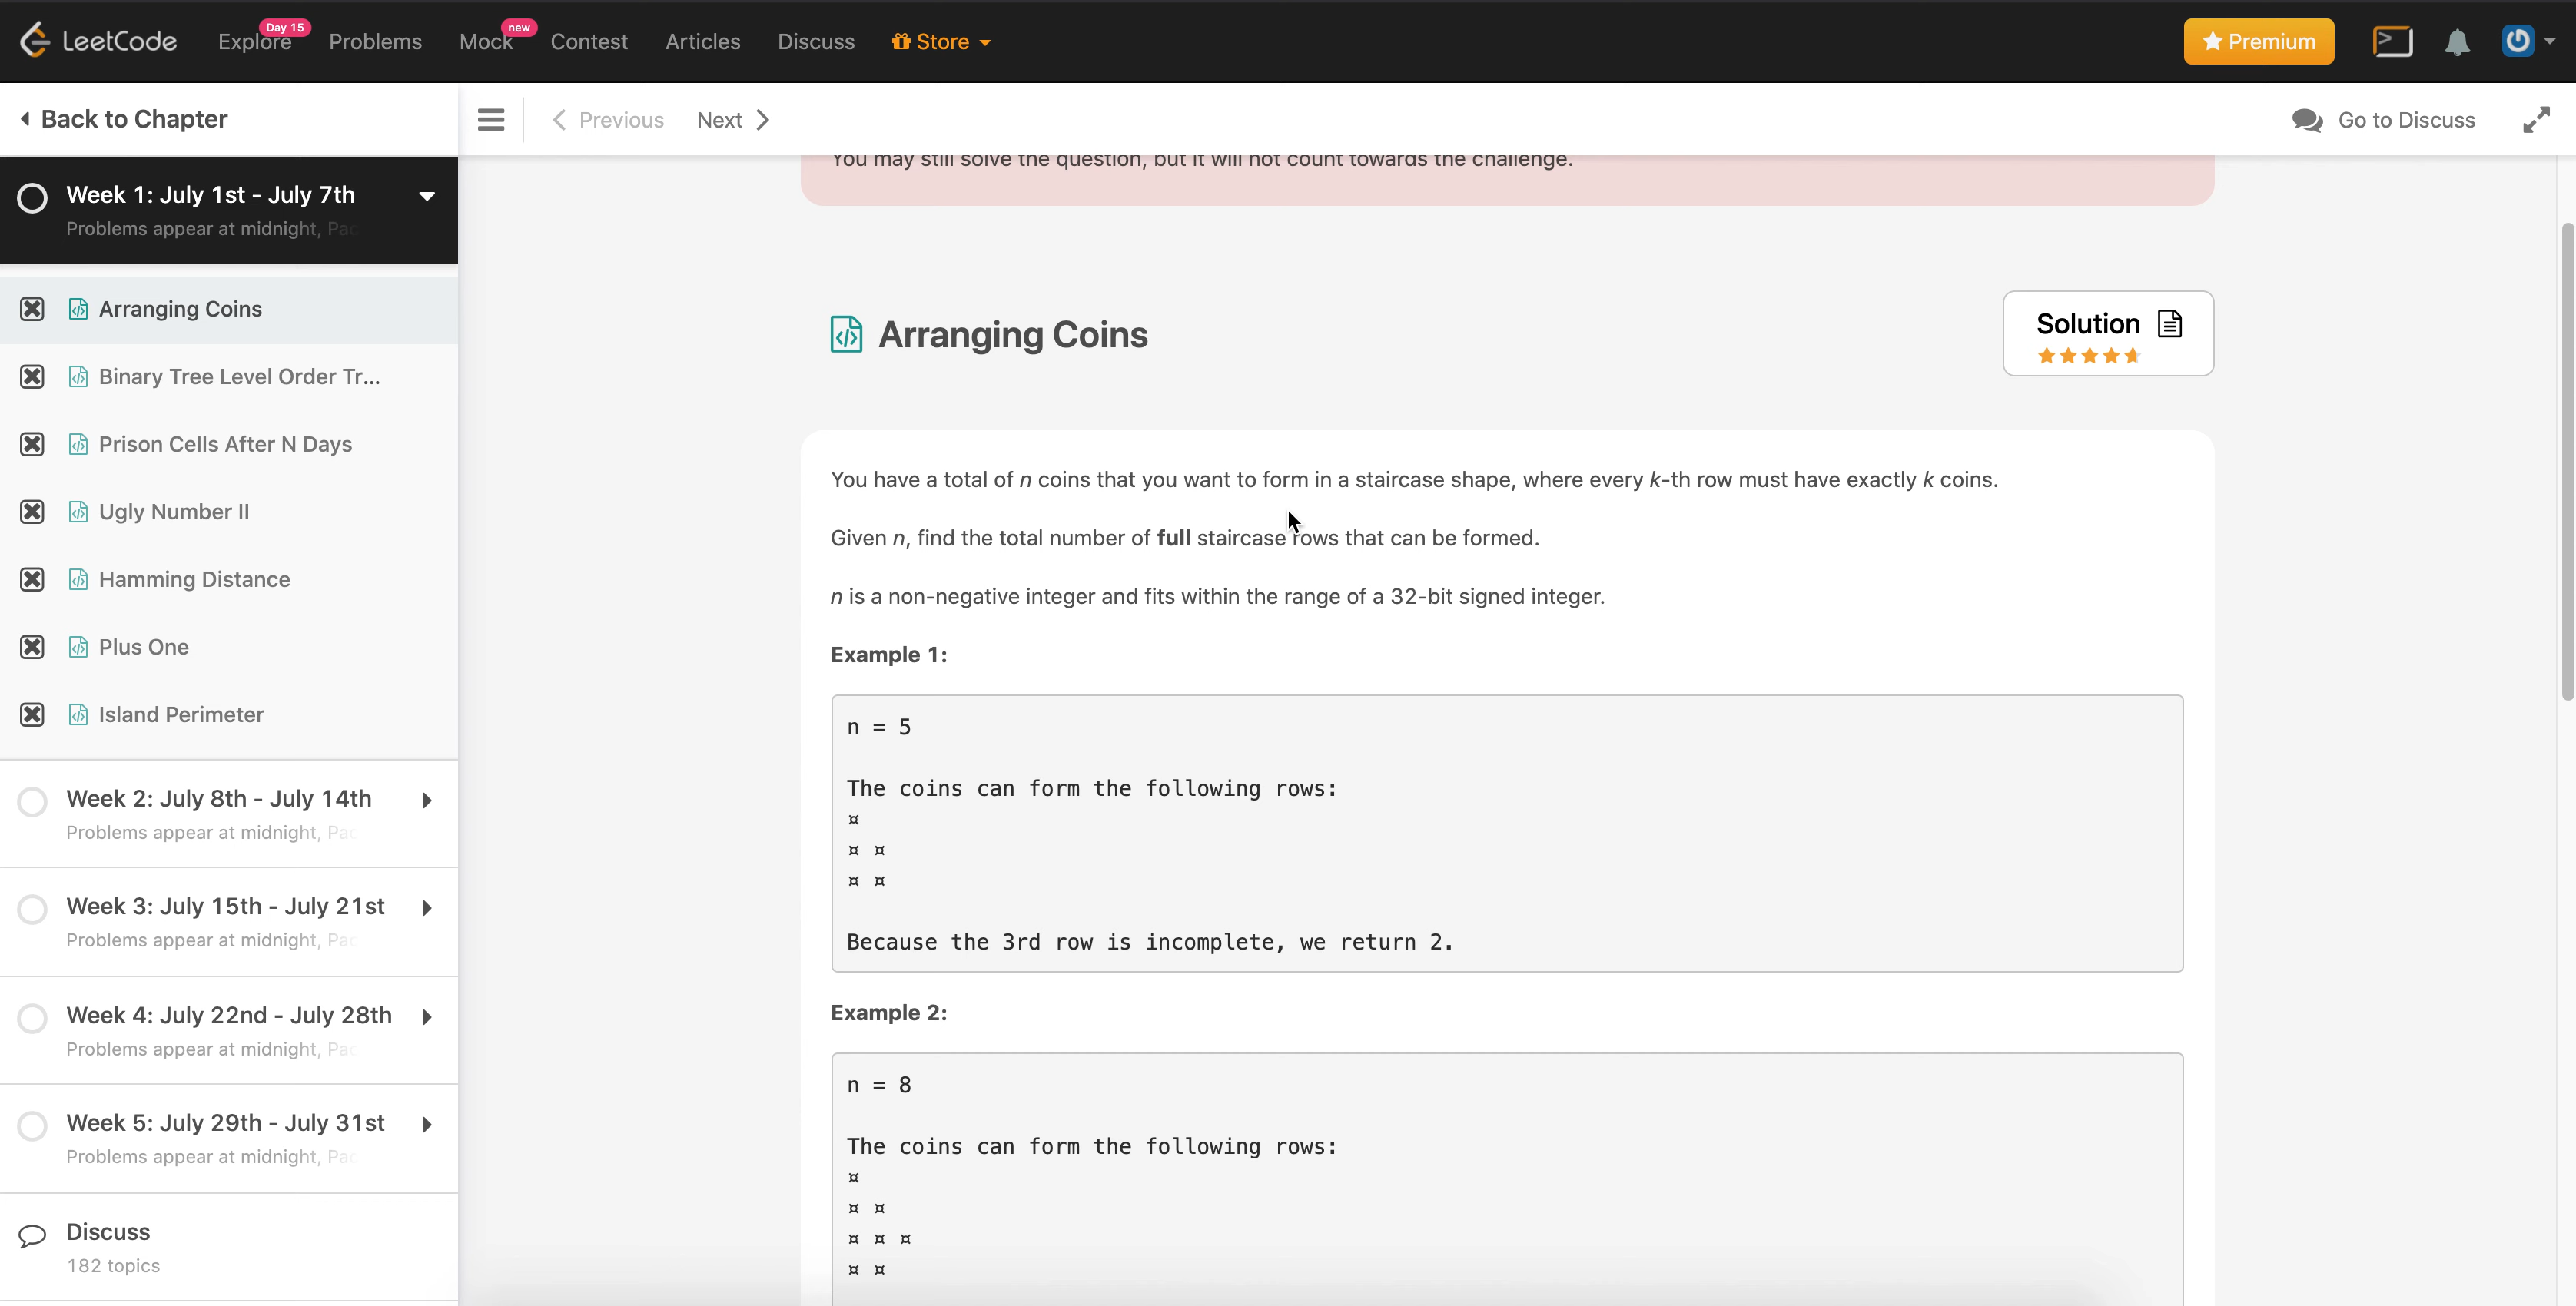 LeetCode
Explore
Day 15
Problems
Mock
new
Contest
Articles
Discuss
Store
Premium
Back to Chapter
Previous
Next
Go to Discuss
Week 1: July 1st - July 7th
Problems appear at midnight, Pac
Arranging Coins
Binary Tree Level Order Tr...
Prison Cells After N Days
Ugly Number II
Hamming Distance
Plus One
Island Perimeter
Week 2: July 8th - July 14th
Problems appear at midnight, Pac
Week 3: July 15th - July 21st
Problems appear at midnight, Pac
Week 4: July 22nd - July 28th
Problems appear at midnight, Pac
Week 5: July 29th - July 31st
Problems appear at midnight, Pac
Discuss
182 topics
You may still solve the question, but it will not count towards the challenge.
Arranging Coins
Solution
You have a total of n coins that you want to form in a staircase shape, where every k-th row must have exactly k coins.
Given n, find the total number of full staircase rows that can be formed.
n is a non-negative integer and fits within the range of a 32-bit signed integer.
Example 1:
n = 5
The coins can form the following rows:
¤
¤ ¤
¤ ¤
Because the 3rd row is incomplete, we return 2.
Example 2:
n = 8
The coins can form the following rows:
¤
¤ ¤
¤ ¤ ¤
¤ ¤